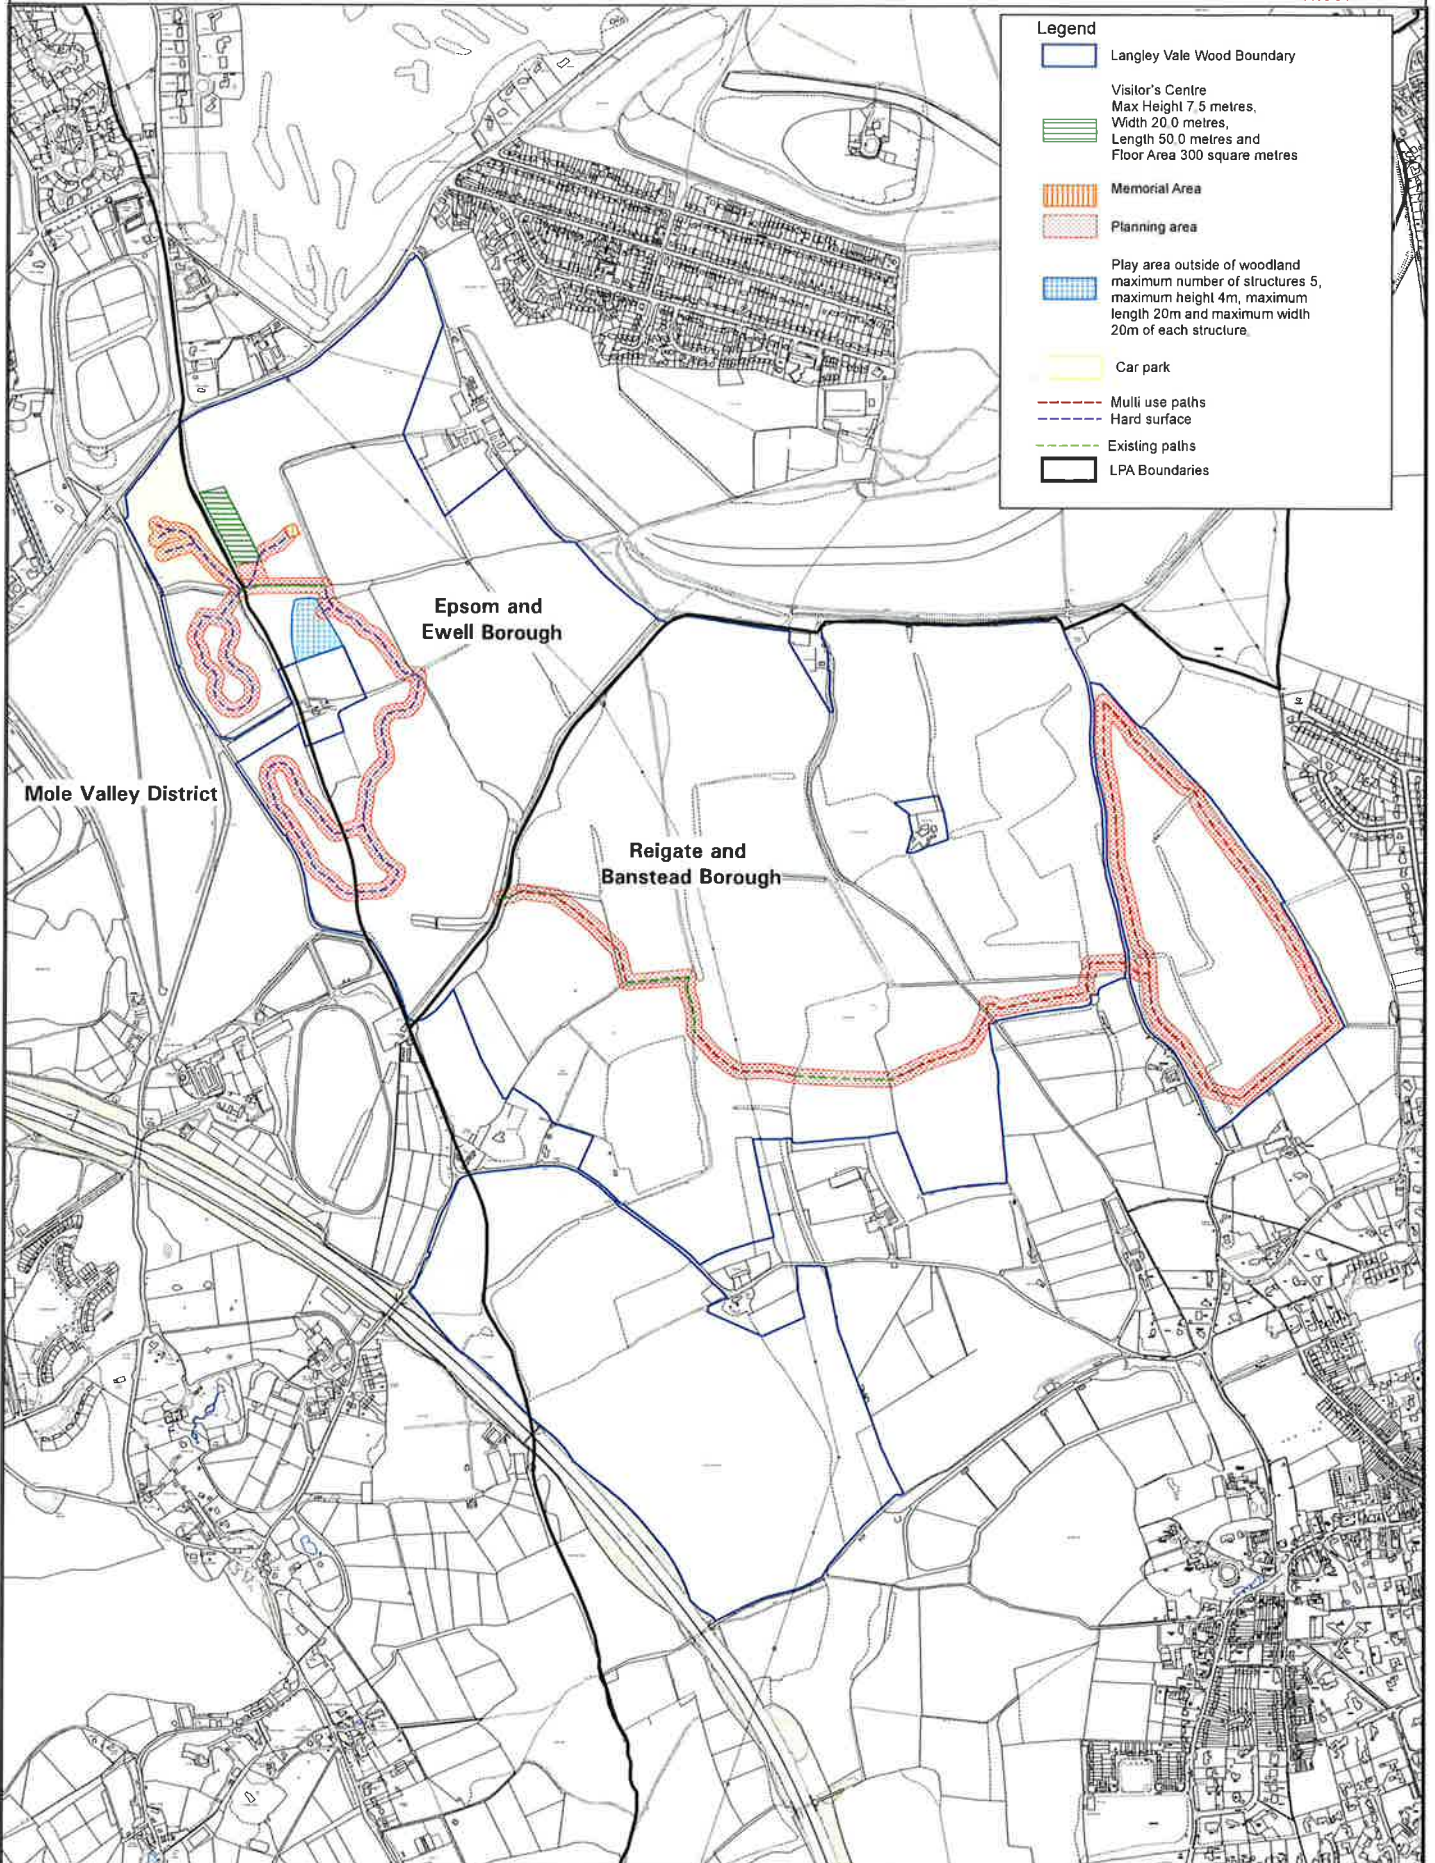 Legend
Langley Vale Wood Boundary
Visitor's Centre
Max Height 7.5 metres,
Width 20.0 metres,
Length 50.0 metres and
Floor Area 300 square metres
Memorial Area
Planning area
Play area outside of woodland
maximum number of structures 5,
maximum height 4m, maximum
length 20m and maximum width
20m of each structure.
Car park
Multi use paths
Hard surface
Existing paths
LPA Boundaries
Epsom and
Ewell Borough
Mole Valley District
Reigate and
Banstead Borough